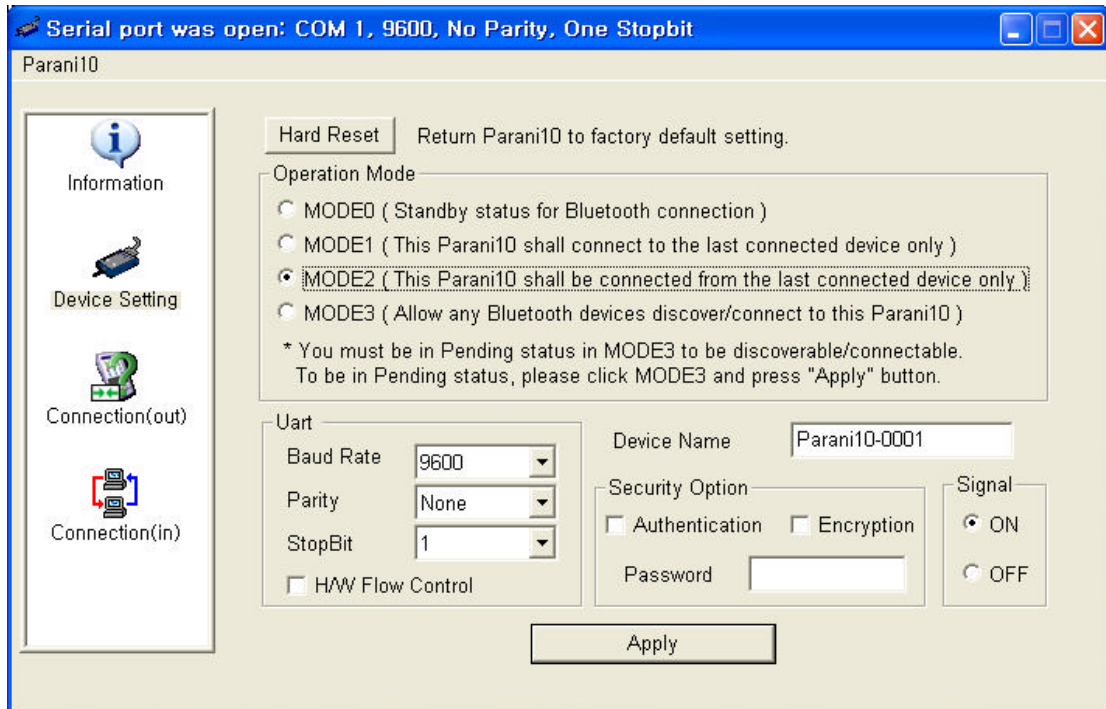 Serial port was open: COM 1, 9600, No Parity, One Stopbit
Parani10
Information
Device Setting
Connection(out)
Connection(in)
Hard Reset Return Parani10 to factory default setting.
Operation Mode
MODE0 ( Standby status for Bluetooth connection )
MODE1 ( This Parani10 shall connect to the last connected device only )
MODE2 ( This Parani10 shall be connected from the last connected device only )
MODE3 ( Allow any Bluetooth devices discover/connect to this Parani10 )
* You must be in Pending status in MODE3 to be discoverable/connectable.
To be in Pending status, please click MODE3 and press "Apply" button.
Uart
Baud Rate 9600
Parity None
StopBit 1
H/W Flow Control
Device Name Parani10-0001
Security Option
Authentication Encryption
Password
Signal
ON
OFF
Apply